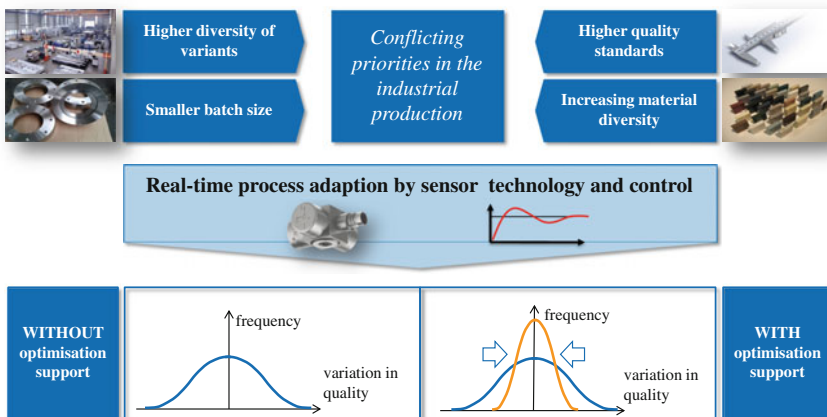 Higher diversity of
variants
Smaller batch size
Conflicting
priorities in the
industrial
production
Higher quality
standards
Increasing material
diversity
Real-time process adaption by sensor technology and control
WITHOUT
optimisation
support
frequency
variation in
quality
frequency
variation in
quality
WITH
optimisation
support